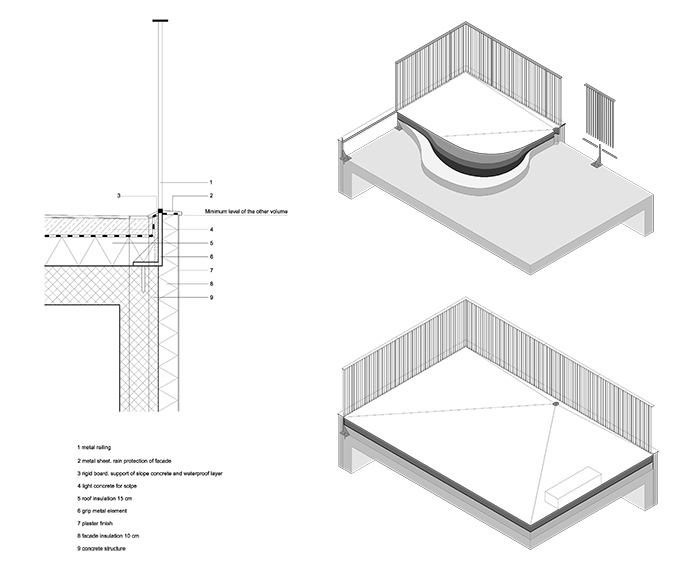 1
3
2
Minimum level of the other volume
4
5
6
7
8
9
1 metal railing
2 metal sheet. rain protection of facade
3 rigid board. support of slope concrete and waterproof layer
4 light concrete for solpe
5 roof insulation 15 cm
6 grip metal element
7 plaster finish
8 facade insulation 10 cm
9 concrete structure